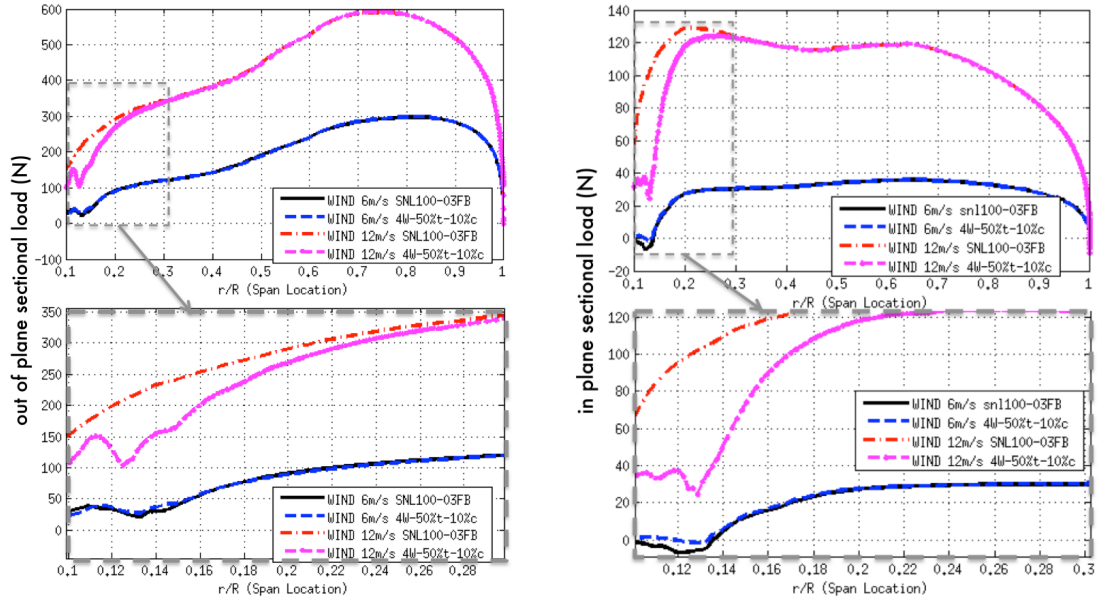 out of plane sectional load (N)
600
500
400
300
200
100
0
-100
0.1 0.2 0.3 0.4 0.5 0.6 0.7 0.8 0.9 1
r/R (Span Location)
WIND 6m/s SNL100-03FB
WIND 6m/s 4W-50%t-10%c
WIND 12m/s SNL100-03FB
WIND 12m/s 4W-50%t-10%c
350
300
250
200
150
100
50
0
0.1 0.12 0.14 0.16 0.18 0.2 0.22 0.24 0.26 0.28
r/R (Span Location)
WIND 6m/s SNL100-03FB
WIND 6m/s 4W-50%t-10%c
WIND 12m/s SNL100-03FB
WIND 12m/s 4W-50%t-10%c
in plane sectional load (N)
140
120
100
80
60
40
20
0
-20
0.1 0.2 0.3 0.4 0.5 0.6 0.7 0.8 0.9 1
r/R (Span Location)
WIND 6m/s snl100-03FB
WIND 6m/s 4W-50%t-10%c
WIND 12m/s SNL100-03FB
WIND 12m/s 4W-50%t-10%c
120
100
80
60
40
20
0
0.12 0.14 0.16 0.18 0.2 0.22 0.24 0.26 0.28 0.3
r/R (Span Location)
WIND 6m/s snl100-03FB
WIND 6m/s 4W-50%t-10%c
WIND 12m/s SNL100-03FB
WIND 12m/s 4W-50%t-10%c